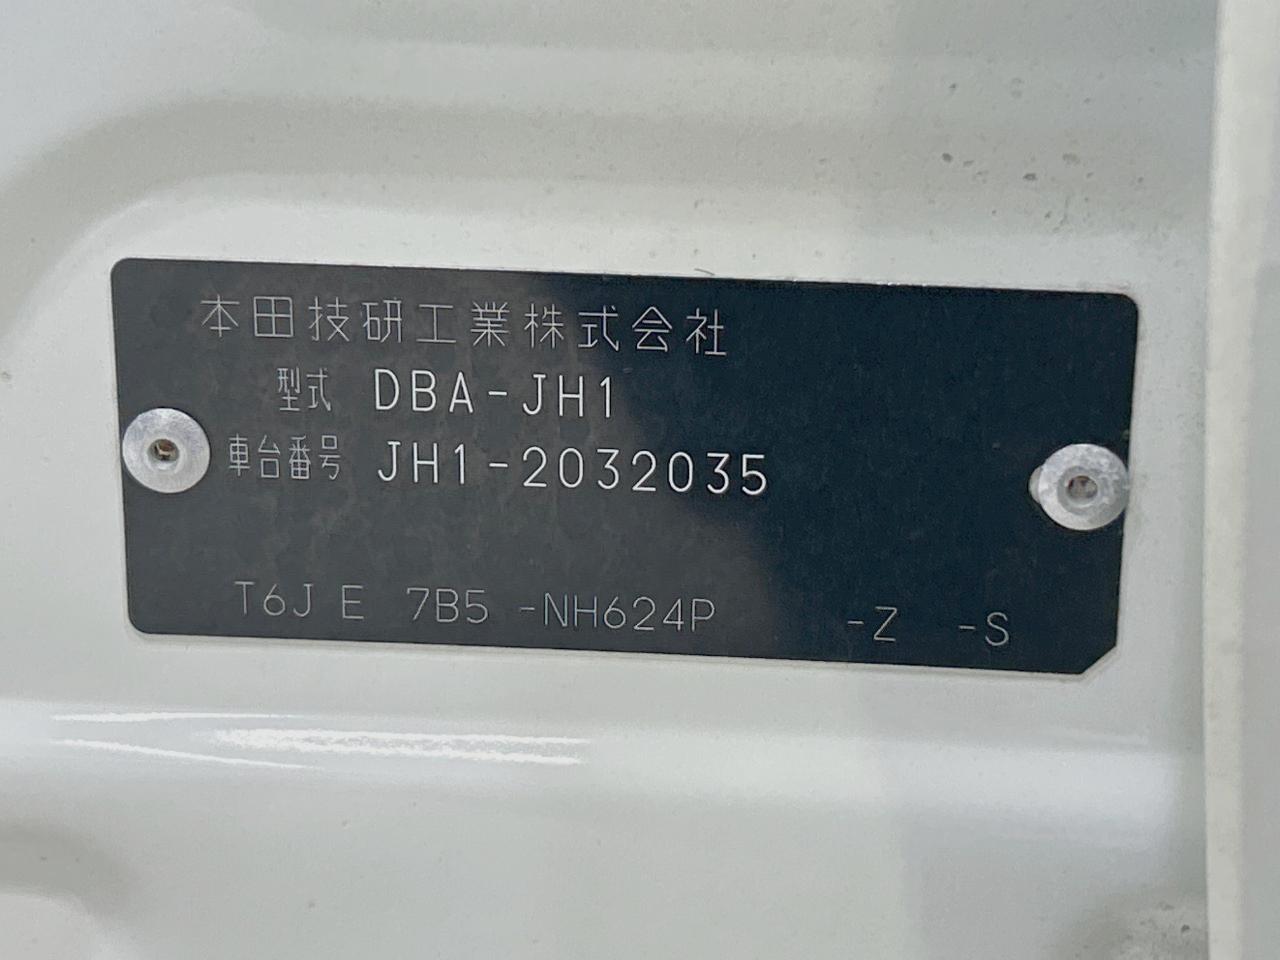 本田技研工業株式会社
型式 DBA-JH1
車台番号 JH1-2032035
T6J E 7B5 -NH624P -Z -S